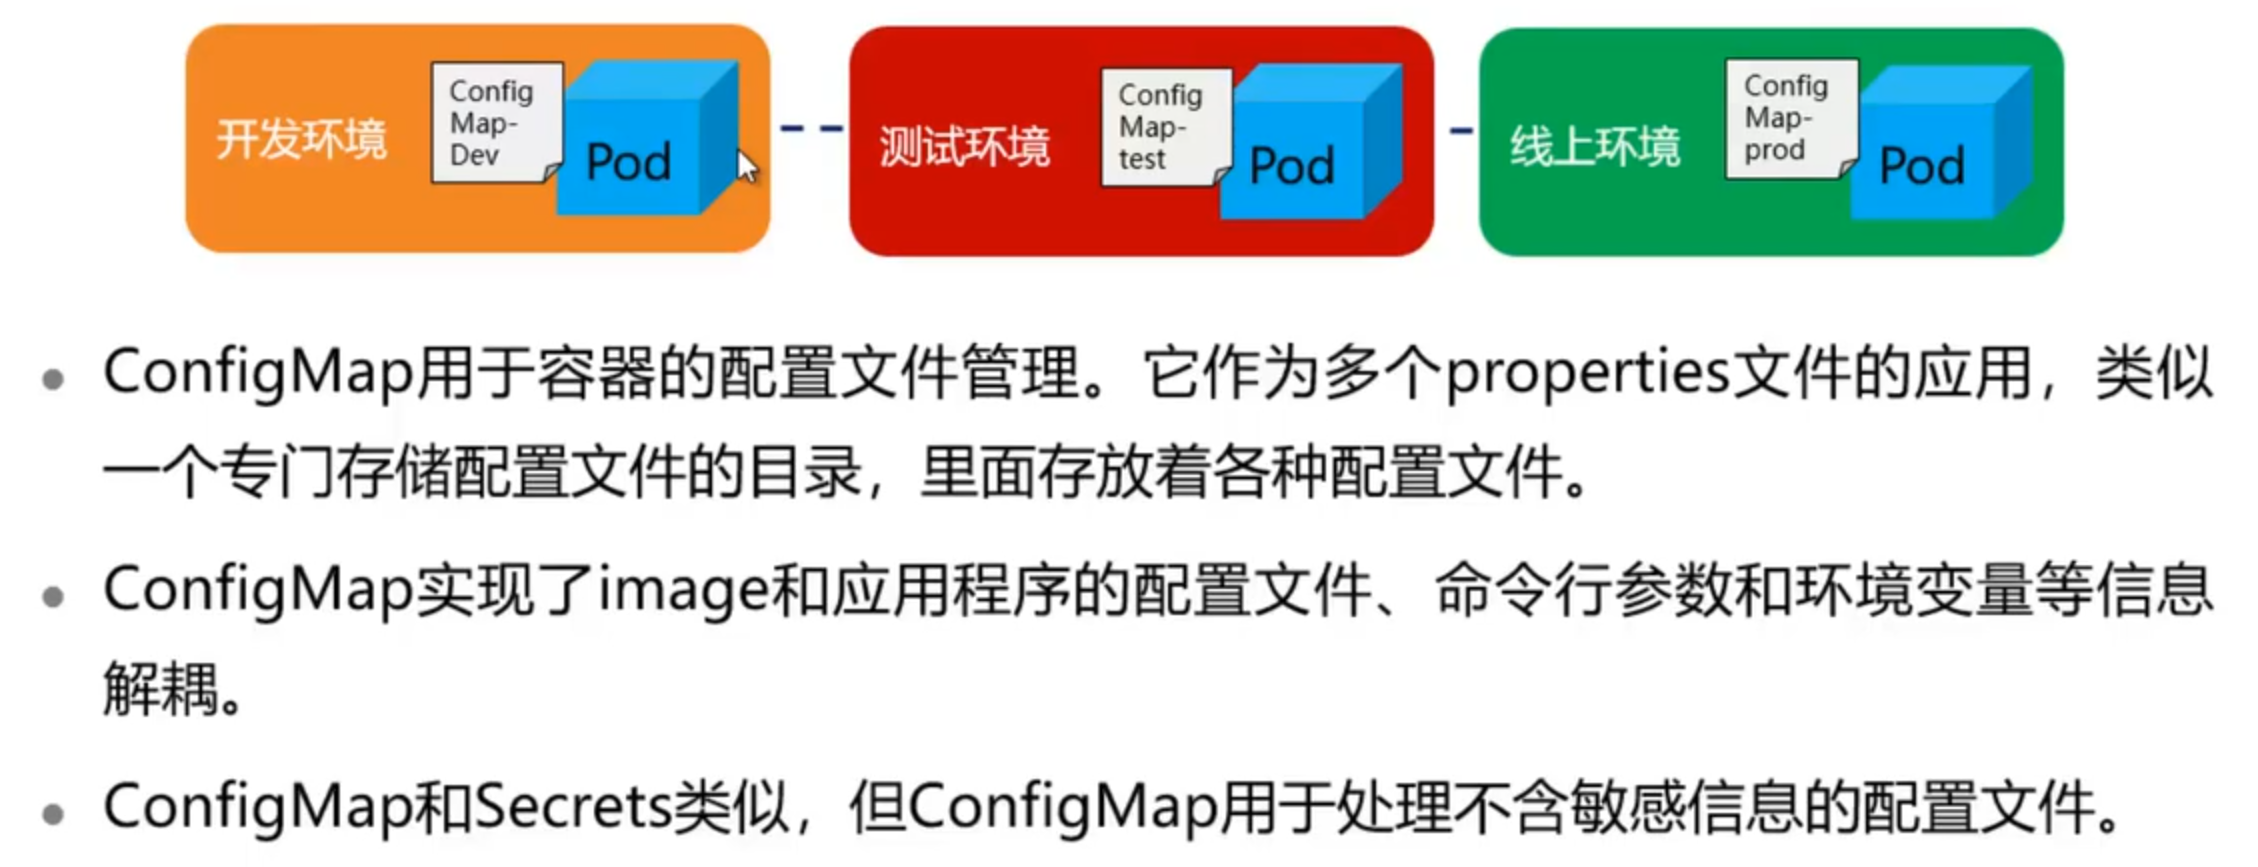 开发环境
Config
Map-
Dev
Pod
测试环境
Config
Map-
test
Pod
线上环境
Config
Map-
prod
Pod
ConfigMap用于容器的配置文件管理。它作为多个properties文件的应用，类似
一个专门存储配置文件的目录，里面存放着各种配置文件。
ConfigMap实现了image和应用程序的配置文件、命令行参数和环境变量等信息
解耦。
ConfigMap和Secrets类似，但ConfigMap用于处理不含敏感信息的配置文件。